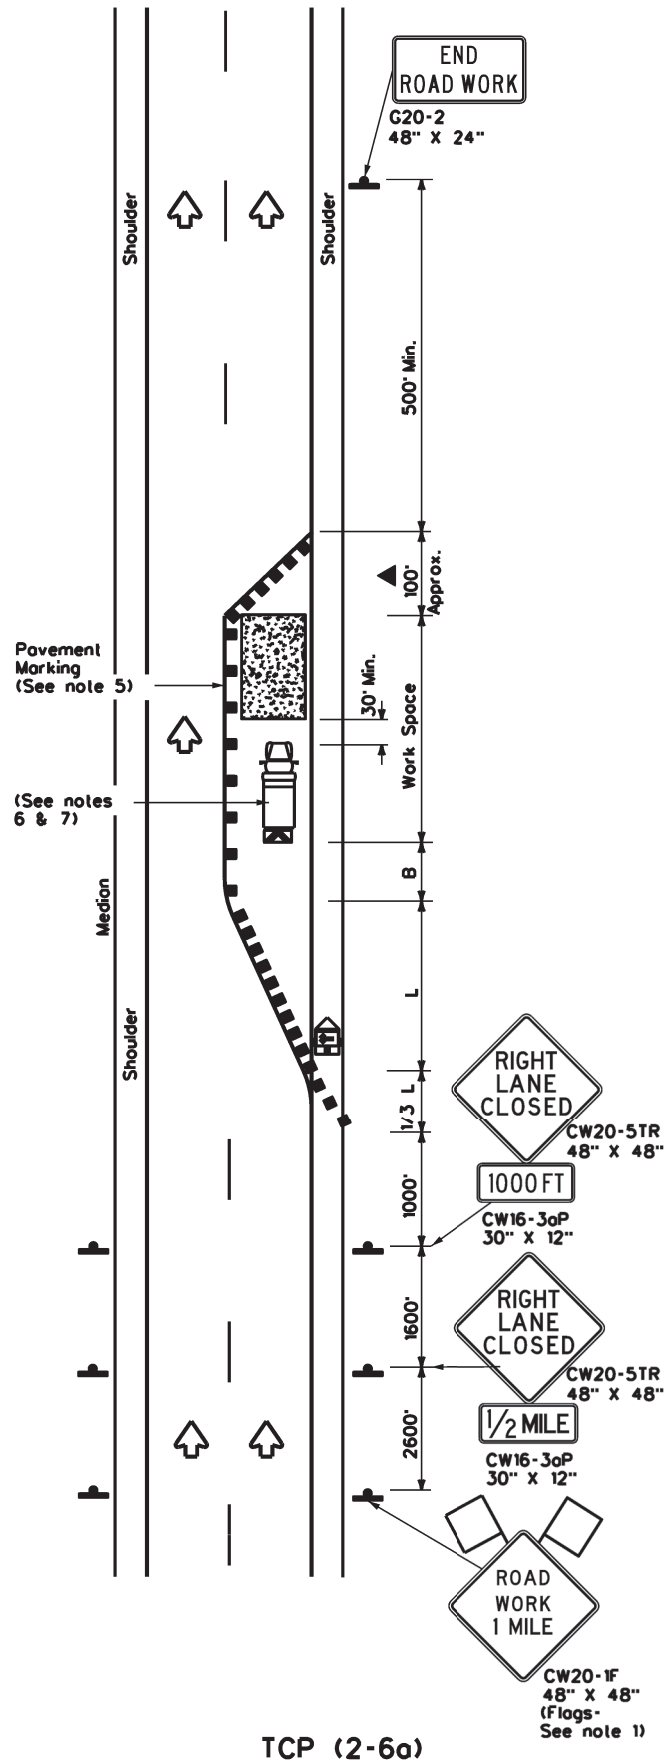 END
ROAD WORK
G20-2
48" X 24"
Shoulder
Shoulder
500' Min.
100'
Approx.
Pavement
Marking
(See note 5)
30' Min.
Work Space
(See notes
6 & 7)
B
Median
L
Shoulder
1/3 L
RIGHT
LANE
CLOSED
CW20-5TR
48" X 48"
1000 FT
CW16-3aP
30" X 12"
1000'
1600'
RIGHT
LANE
CLOSED
CW20-5TR
48" X 48"
1/2 MILE
CW16-3aP
30" X 12"
2600'
ROAD
WORK
1 MILE
CW20-1F
48" X 48"
(Flags-
See note 1)
TCP (2-6a)